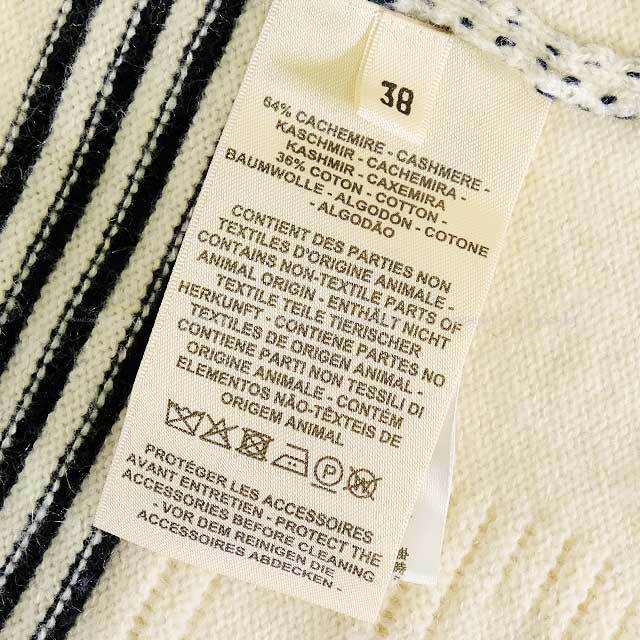 38
64% CACHEMIRE - CASHMERE -
KASCHMIR - CACHEMIRA -
KASHMIR - CAXEMIRA
36% COTON - COTTON -
BAUMWOLLE - ALGODÓN - COTONE
- ALGODÃO
CONTIENT DES PARTIES NON
TEXTILES D'ORIGINE ANIMALE -
CONTAINS NON-TEXTILE PARTS OF
ANIMAL ORIGIN - ENTHÄLT NICHT
TEXTILE TEILE TIERISCHER
HERKUNFT - CONTIENE PARTES NO
TEXTILES DE ORIGEN ANIMAL -
CONTIENE PARTI NON TESSILI DI
ORIGINE ANIMALE - CONTÉM
ELEMENTOS NÃO-TÊXTEIS DE
ORIGEM ANIMAL
P
PROTÉGER LES ACCESSOIRES
AVANT ENTRETIEN - PROTECT THE
ACCESSORIES BEFORE CLEANING
- VOR DEM REINIGEN DIE
ACCESSOIRES ABDECKEN -